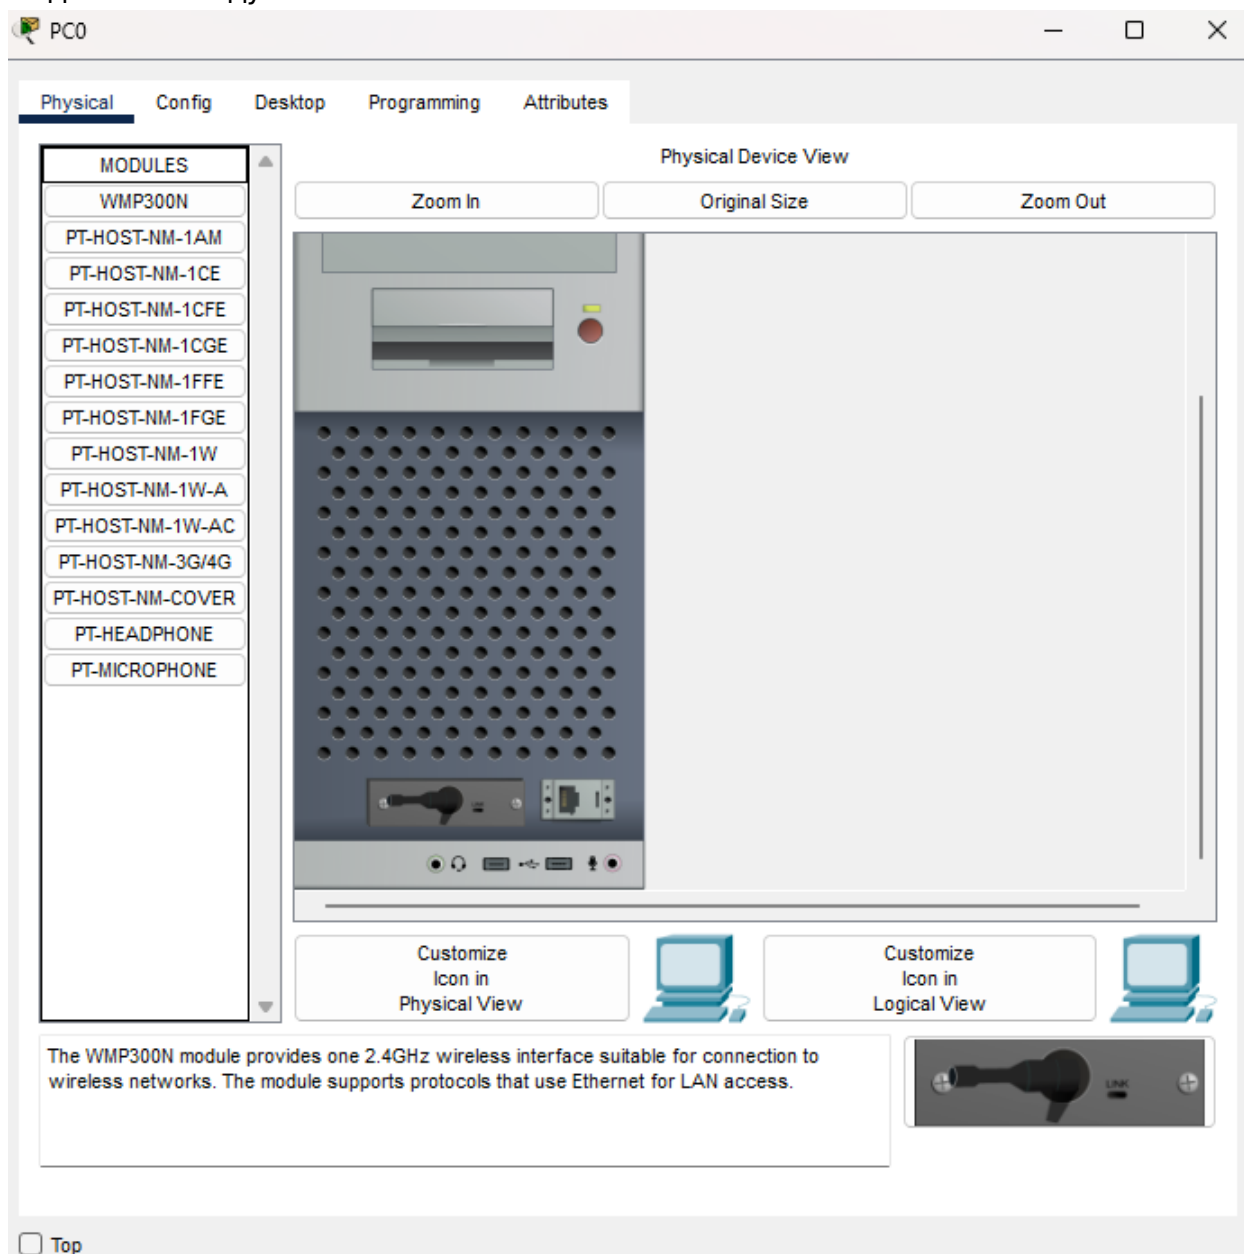 PC0
Physical Config Desktop Programming Attributes
MODULES
WMP300N
PT-HOST-NM-1AM
PT-HOST-NM-1CE
PT-HOST-NM-1CFE
PT-HOST-NM-1CGE
PT-HOST-NM-1FFE
PT-HOST-NM-1FGE
PT-HOST-NM-1W
PT-HOST-NM-1W-A
PT-HOST-NM-1W-AC
PT-HOST-NM-3G/4G
PT-HOST-NM-COVER
PT-HEADPHONE
PT-MICROPHONE
Physical Device View
Zoom In Original Size Zoom Out
LINK
Customize
Icon in
Physical View
Customize
Icon in
Logical View
The WMP300N module provides one 2.4GHz wireless interface suitable for connection to
wireless networks. The module supports protocols that use Ethernet for LAN access.
LINK
Top